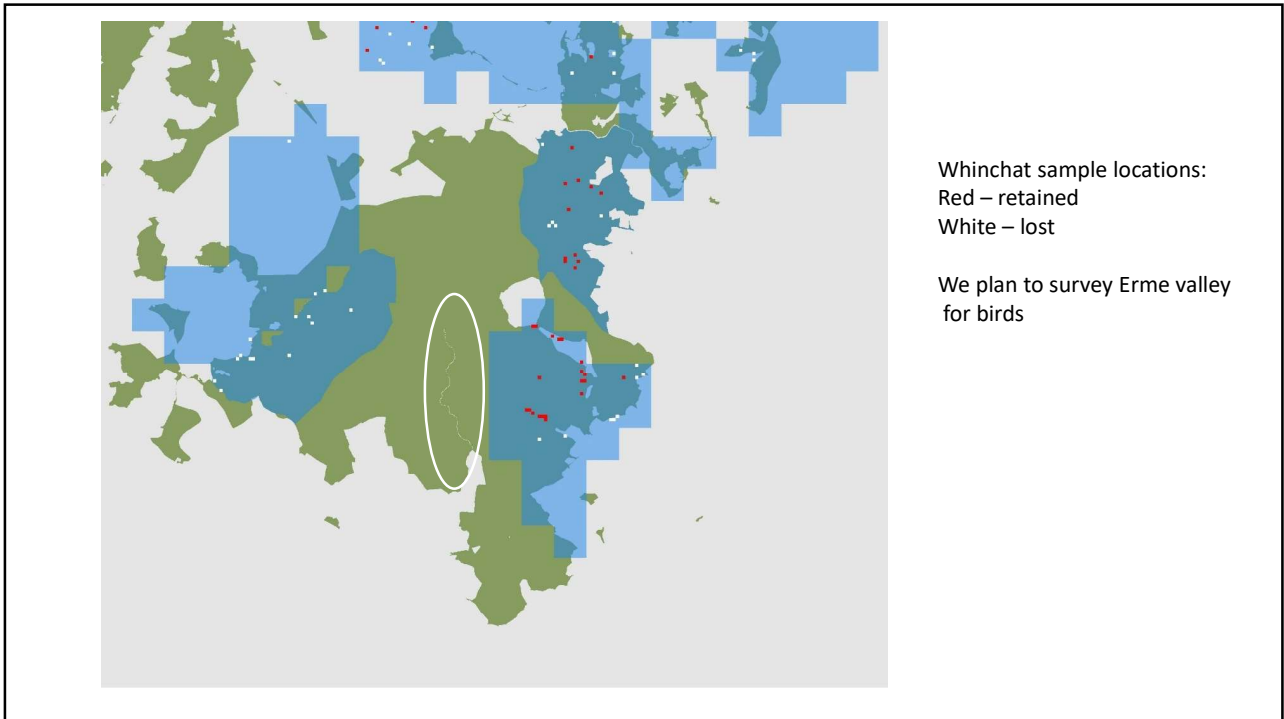 Whinchat sample locations:
Red – retained
White – lost
We plan to survey Erme valley
for birds